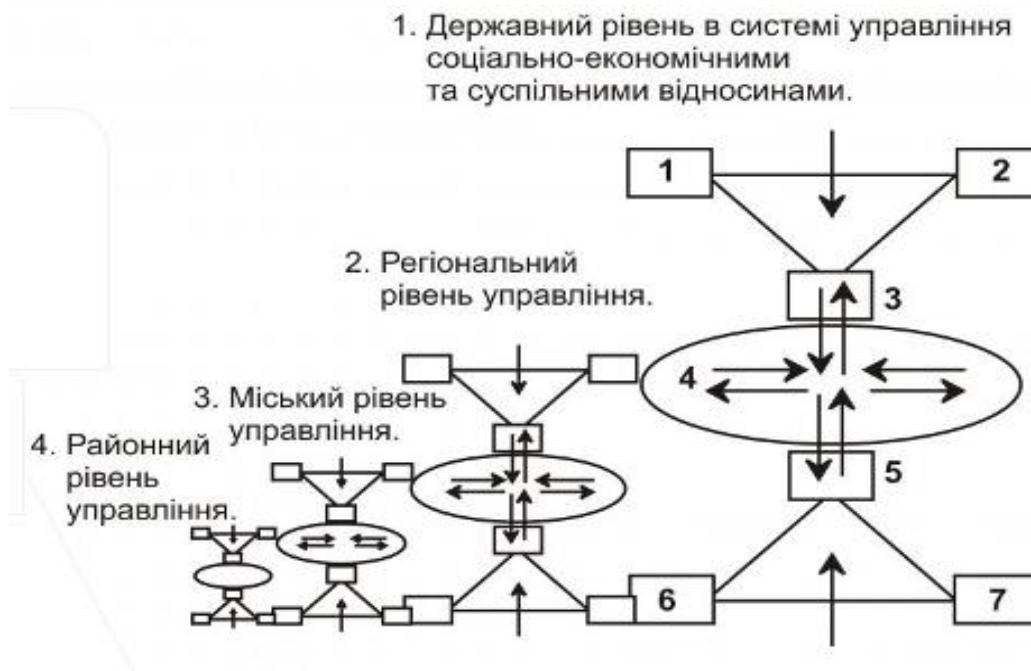 1. Державний рівень в системі управління
соціально-економічними
та суспільними відносинами.
1
2
2. Регіональний
рівень управління.
3
4
3. Міський рівень
управління.
4. Районний
рівень
управління.
5
6
7